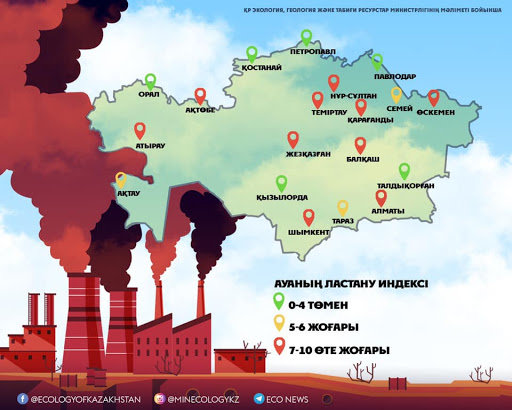 ҚР ЭКОЛОГИЯ, ГЕОЛОГИЯ ЖӘНЕ ТАБИҒИ РЕСУРСТАР МИНИСТРЛІГІНІҢ МӘЛІМЕТІ БОЙЫНША
ПЕТРОПАВЛ
ҚОСТАНАЙ
ПАВЛОДАР
ОРАЛ
АҚТӨБЕ
НҰР-СҰЛТАН
ТЕМІРТАУ
ҚАРАҒАНДЫ
СЕМЕЙ
ӨСКЕМЕН
АТЫРАУ
ЖЕЗҚАЗҒАН
БАЛҚАШ
АҚТАУ
ҚЫЗЫЛОРДА
ТАЛДЫҚОРҒАН
ШЫМКЕНТ
ТАРАЗ
АЛМАТЫ
АУАНЫҢ ЛАСТАНУ ИНДЕКСІ
0-4 ТӨМЕН
5-6 ЖОҒАРЫ
7-10 ӨТЕ ЖОҒАРЫ
@ECOLOGYOFKAZAKHSTAN
@MINECOLOGYKZ
ECO NEWS